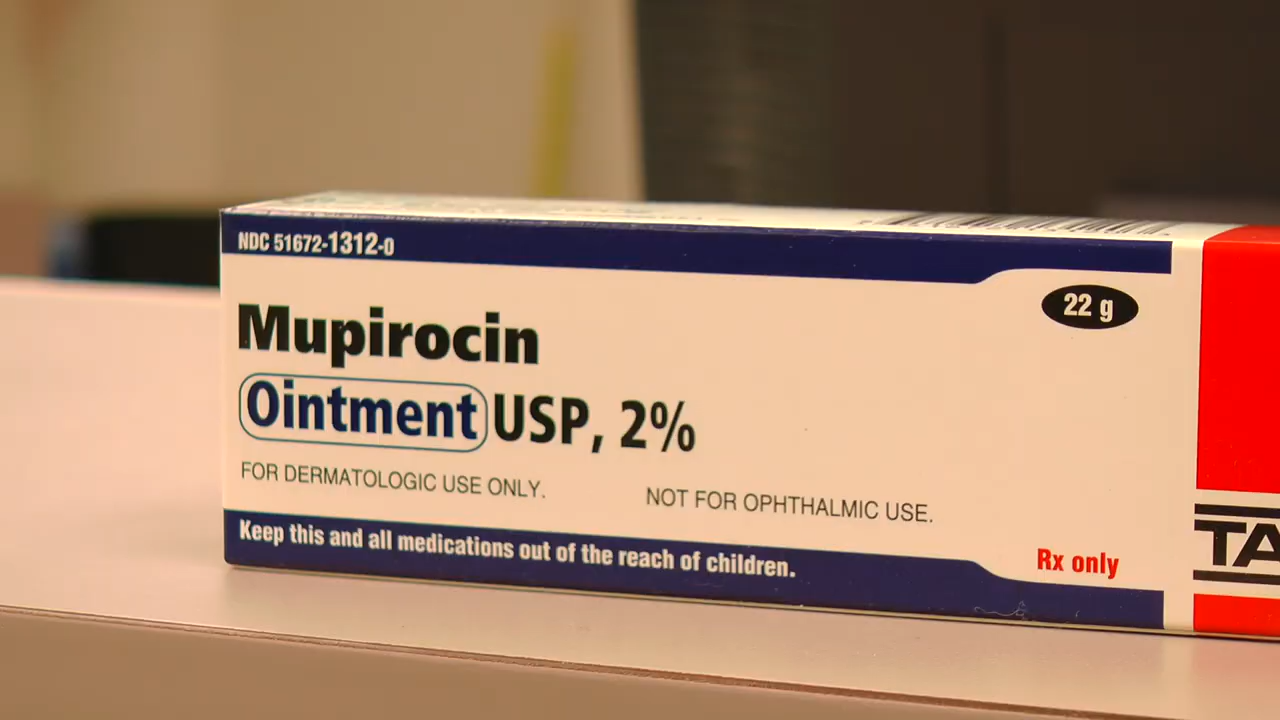 NDC 51672-1312-0
22 g
Mupirocin
Ointment USP, 2%
FOR DERMATOLOGIC USE ONLY. NOT FOR OPHTHALMIC USE.
Keep this and all medications out of the reach of children.
Rx only
TA